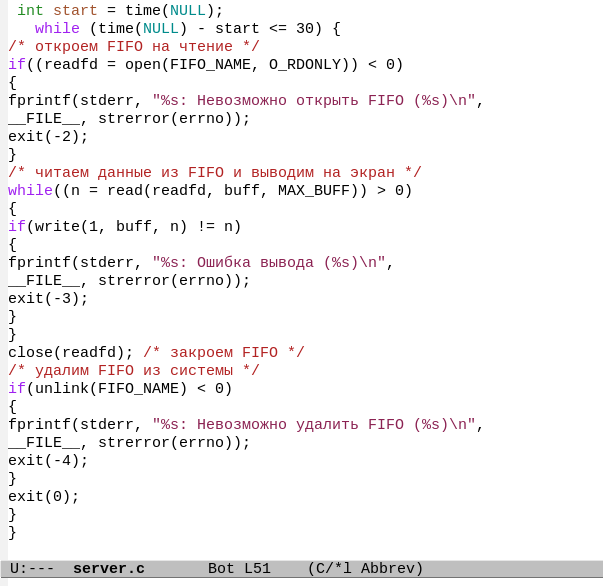 int start = time(NULL);
while (time(NULL) - start <= 30) {
/* откроем FIFO на чтение */
if((readfd = open(FIFO_NAME, O_RDONLY)) < 0)
{
fprintf(stderr, "%s: Невозможно открыть FIFO (%s)\n",
__FILE__, strerror(errno));
exit(-2);
}
/* читаем данные из FIFO и выводим на экран */
while((n = read(readfd, buff, MAX_BUFF)) > 0)
{
if(write(1, buff, n) != n)
{
fprintf(stderr, "%s: Ошибка вывода (%s)\n",
__FILE__, strerror(errno));
exit(-3);
}
}
close(readfd); /* закроем FIFO */
/* удалим FIFO из системы */
if(unlink(FIFO_NAME) < 0)
{
fprintf(stderr, "%s: Невозможно удалить FIFO (%s)\n",
__FILE__, strerror(errno));
exit(-4);
}
exit(0);
}
}
U:--- server.c Bot L51 (C/*l Abbrev)